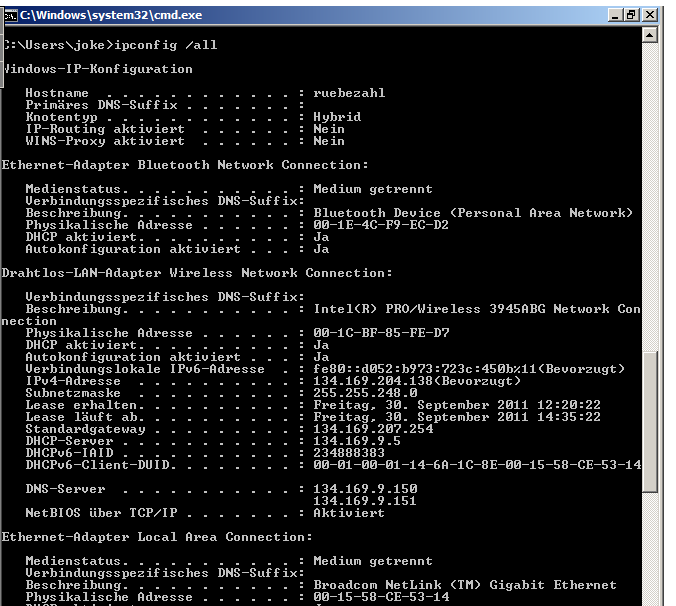 C:\Windows\system32\cmd.exe
C:\Users\joke>ipconfig /all
Windows-IP-Konfiguration
Hostname . . . . . . . . . . . . : ruebezahl
Primäres DNS-Suffix . . . . . . . :
Knotentyp . . . . . . . . . . . . : Hybrid
IP-Routing aktiviert . . . . . . : Nein
WINS-Proxy aktiviert . . . . . . : Nein
Ethernet-Adapter Bluetooth Network Connection:
Medienstatus. . . . . . . . . . . : Medium getrennt
Verbindungsspezifisches DNS-Suffix:
Beschreibung. . . . . . . . . . . : Bluetooth Device (Personal Area Network)
Physikalische Adresse . . . . . . : 00-1E-4C-F9-EC-D2
DHCP aktiviert. . . . . . . . . . : Ja
Autokonfiguration aktiviert . . . : Ja
Drahtlos-LAN-Adapter Wireless Network Connection:
Verbindungsspezifisches DNS-Suffix:
Beschreibung. . . . . . . . . . . : Intel(R) PRO/Wireless 3945ABG Network Con
nection
Physikalische Adresse . . . . . . : 00-1C-BF-85-FE-D7
DHCP aktiviert. . . . . . . . . . : Ja
Autokonfiguration aktiviert . . . : Ja
Verbindungslokale IPv6-Adresse . : fe80::d052:b973:723c:450b%11(Bevorzugt)
IPv4-Adresse . . . . . . . . . . : 134.169.204.138(Bevorzugt)
Subnetzmaske . . . . . . . . . . : 255.255.248.0
Lease erhalten. . . . . . . . . . : Freitag, 30. September 2011 12:20:22
Lease läuft ab. . . . . . . . . . : Freitag, 30. September 2011 14:35:22
Standardgateway . . . . . . . . . : 134.169.207.254
DHCP-Server . . . . . . . . . . . : 134.169.9.5
DHCPv6-IAID . . . . . . . . . . . : 234888383
DHCPv6-Client-DUID. . . . . . . . : 00-01-00-01-14-6A-1C-8E-00-15-58-CE-53-14
DNS-Server . . . . . . . . . . . : 134.169.9.150
134.169.9.151
NetBIOS über TCP/IP . . . . . . . : Aktiviert
Ethernet-Adapter Local Area Connection:
Medienstatus. . . . . . . . . . . : Medium getrennt
Verbindungsspezifisches DNS-Suffix:
Beschreibung. . . . . . . . . . . : Broadcom NetLink (TM) Gigabit Ethernet
Physikalische Adresse . . . . . . : 00-15-58-CE-53-14